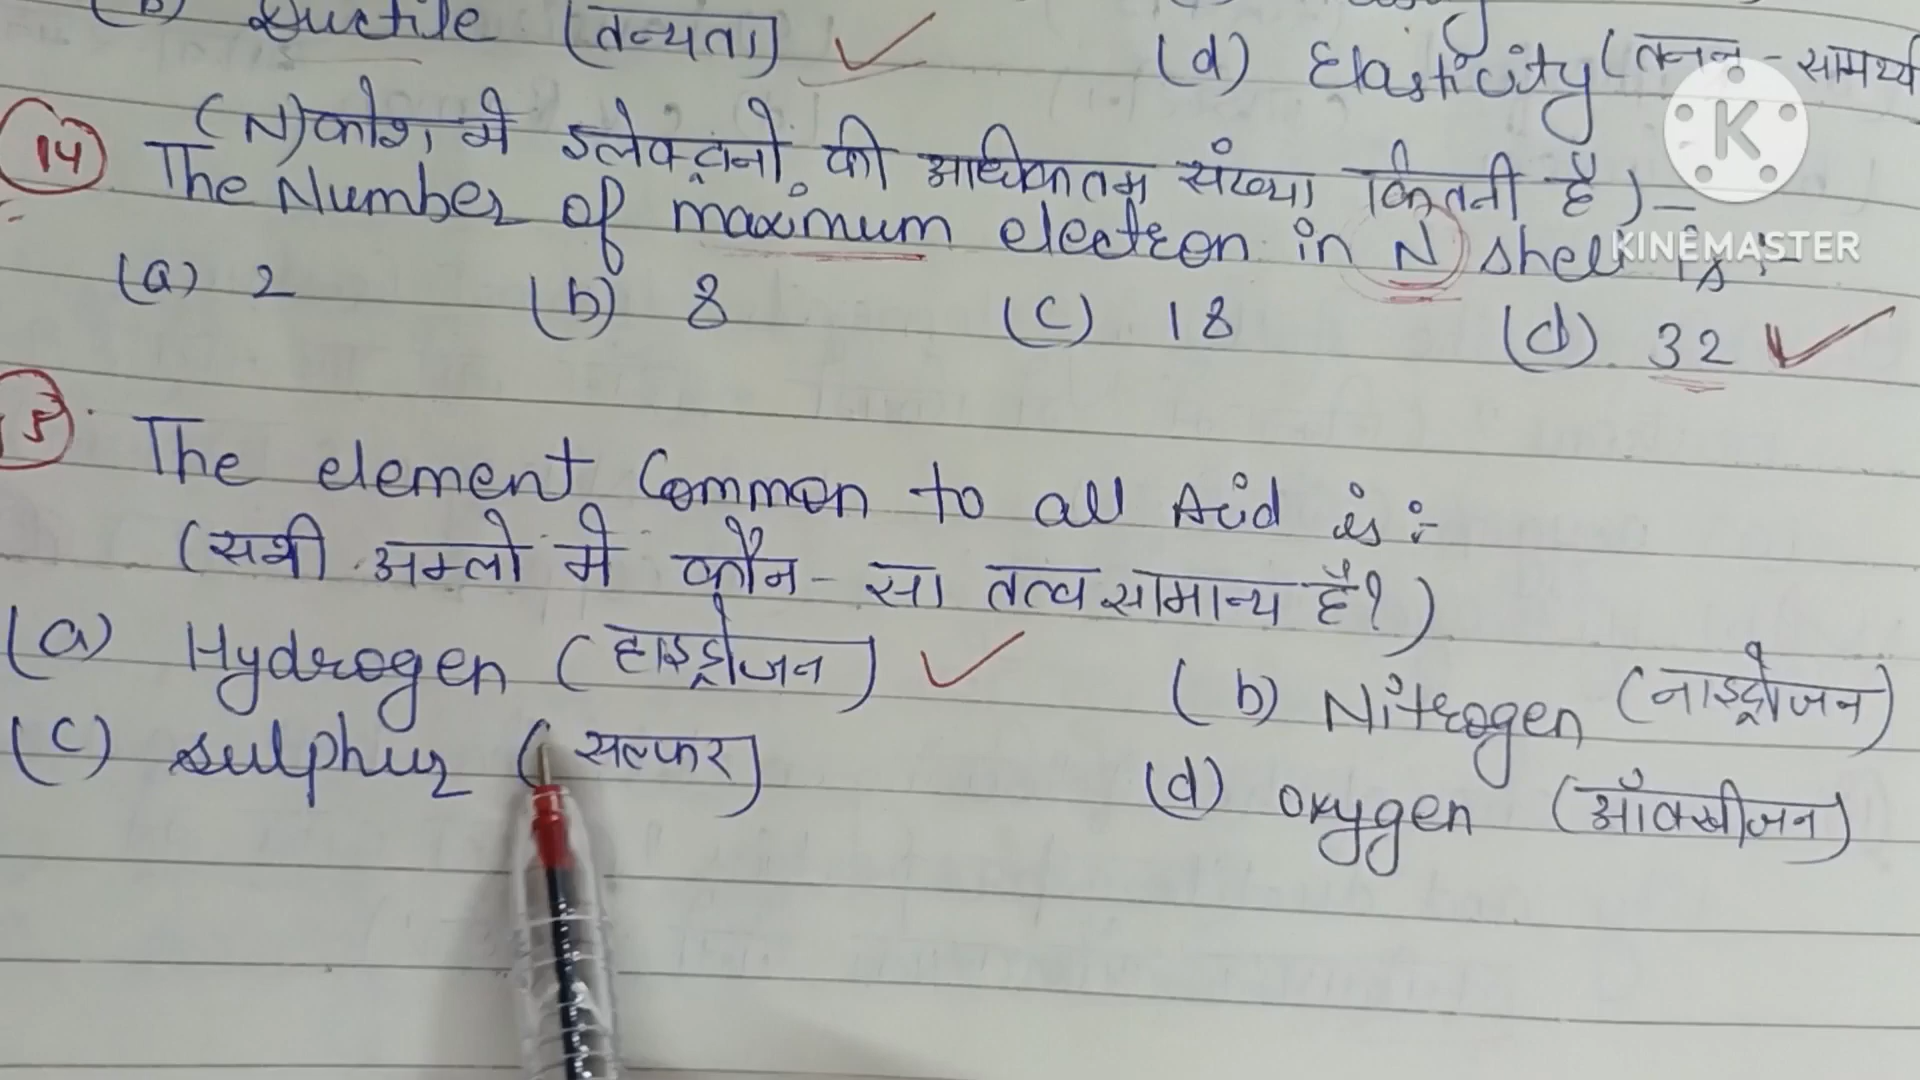 (b) Ductile (तन्यता)
(d) Elasticity (तनन - सामर्थ्य
K
KINEMASTER
(N) कोश में इलेक्ट्रानों की अधिकतम संख्या कितनी है)-
14 The Number of maximum electron in N shell is :-
(a) 2 (b) 8 (c) 18 (d) 32
15 The element Common to all Acid is :-
(सभी अम्लो में कौन - सा तत्व सामान्य है?)
(a) Hydrogen (हाइड्रोजन) (b) Nitrogen (नाइट्रोजन)
(c) Sulphur (सल्फर) (d) oxygen (ऑक्सीजन)